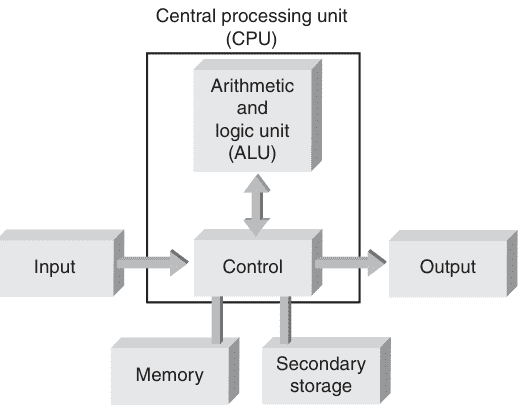 Central processing unit
(CPU)
Arithmetic
and
logic unit
(ALU)
Input
Control
Output
Memory
Secondary
storage